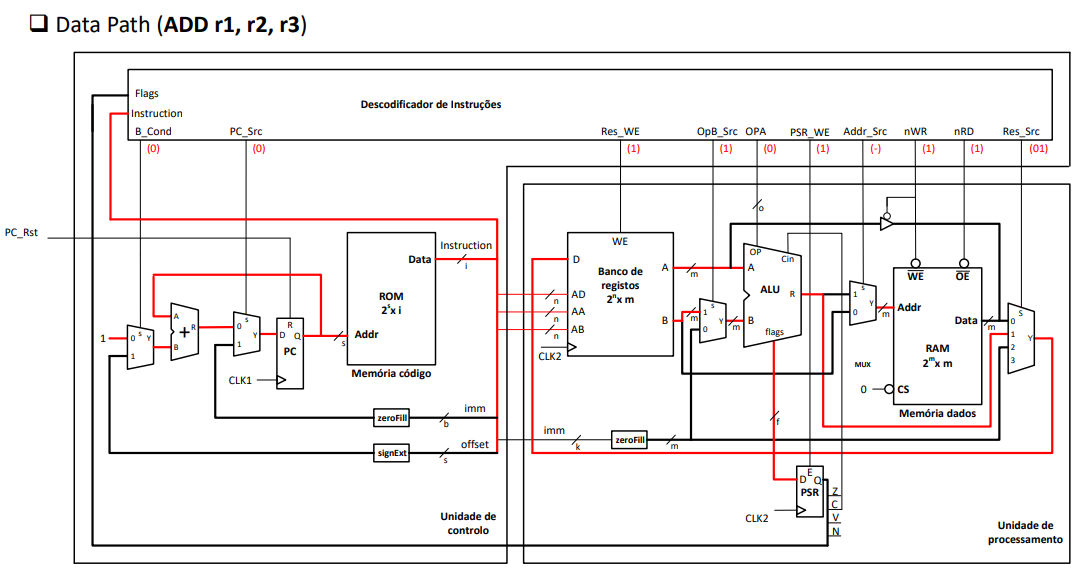 ❑ Data Path (ADD r1, r2, r3)
Flags
Instruction
Descodificador de Instruções
B_Cond PC_Src Res_WE OpB_Src OPA PSR_WE Addr_Src nWR nRD Res_Src
(0) (0) (1) (1) (0) (1) (-) (1) (1) (01)
PC_Rst
Instruction
i
Data
ROM
2^s x i
Addr
s
Memória código
1
0 S Y
1
A
+
R
B
S
0
Y
1
R
D Q
PC
CLK1
zeroFill
imm
b
signExt
offset
s
Unidade de
controlo
WE
D
Banco de
registos
2^n x m
A
B
AD
AA
AB
n
n
n
CLK2
m
m
S
1
Y
0
m
o
OP
Cin
A
ALU
R
B
flags
f
S
1
Y
0
m
WE
OE
Addr
Data
m
RAM
2^m x m
MUX
0
CS
Memória dados
S
0
1
2
3
Y
imm
k
zeroFill
m
E
D Q
PSR
CLK2
Z
C
V
N
Unidade de
processamento